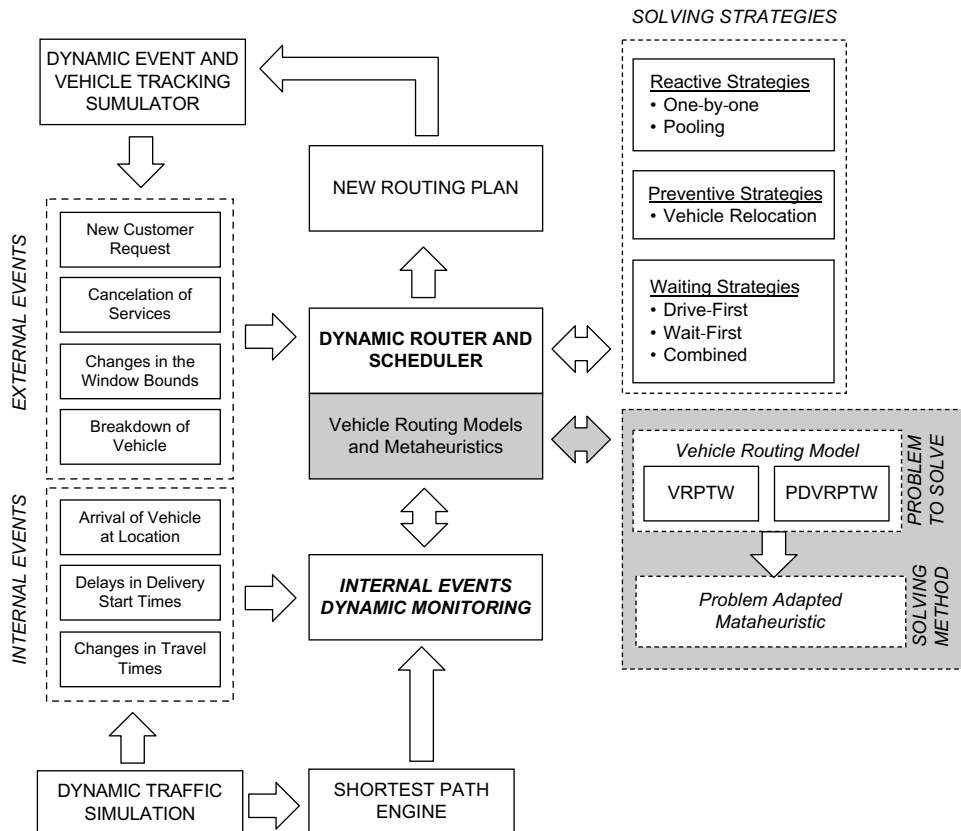 SOLVING STRATEGIES
DYNAMIC EVENT AND
VEHICLE TRACKING
SUMULATOR
Reactive Strategies
• One-by-one
• Pooling
NEW ROUTING PLAN
Preventive Strategies
• Vehicle Relocation
EXTERNAL EVENTS
New Customer
Request
Cancelation of
Services
Changes in the
Window Bounds
Breakdown of
Vehicle
DYNAMIC ROUTER AND
SCHEDULER
Vehicle Routing Models
and Metaheuristics
Waiting Strategies
• Drive-First
• Wait-First
• Combined
Vehicle Routing Model
VRPTW
PDVRPTW
PROBLEM
TO SOLVE
INTERNAL EVENTS
Arrival of Vehicle
at Location
Delays in Delivery
Start Times
Changes in Travel
Times
INTERNAL EVENTS
DYNAMIC MONITORING
Problem Adapted
Mataheuristic
SOLVING
METHOD
DYNAMIC TRAFFIC
SIMULATION
SHORTEST PATH
ENGINE